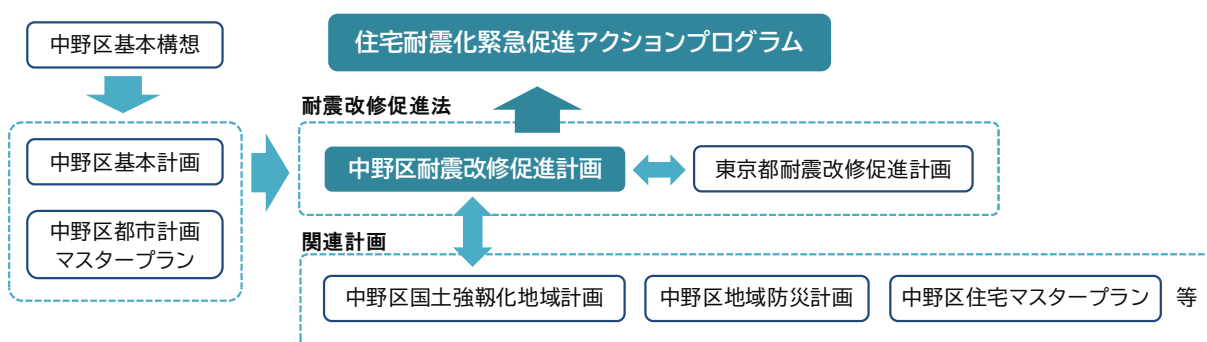 中野区基本構想
住宅耐震化緊急促進アクションプログラム
耐震改修促進法
中野区基本計画
中野区都市計画
マスタープラン
中野区耐震改修促進計画
東京都耐震改修促進計画
関連計画
中野区国土強靱化地域計画
中野区地域防災計画
中野区住宅マスタープラン
等